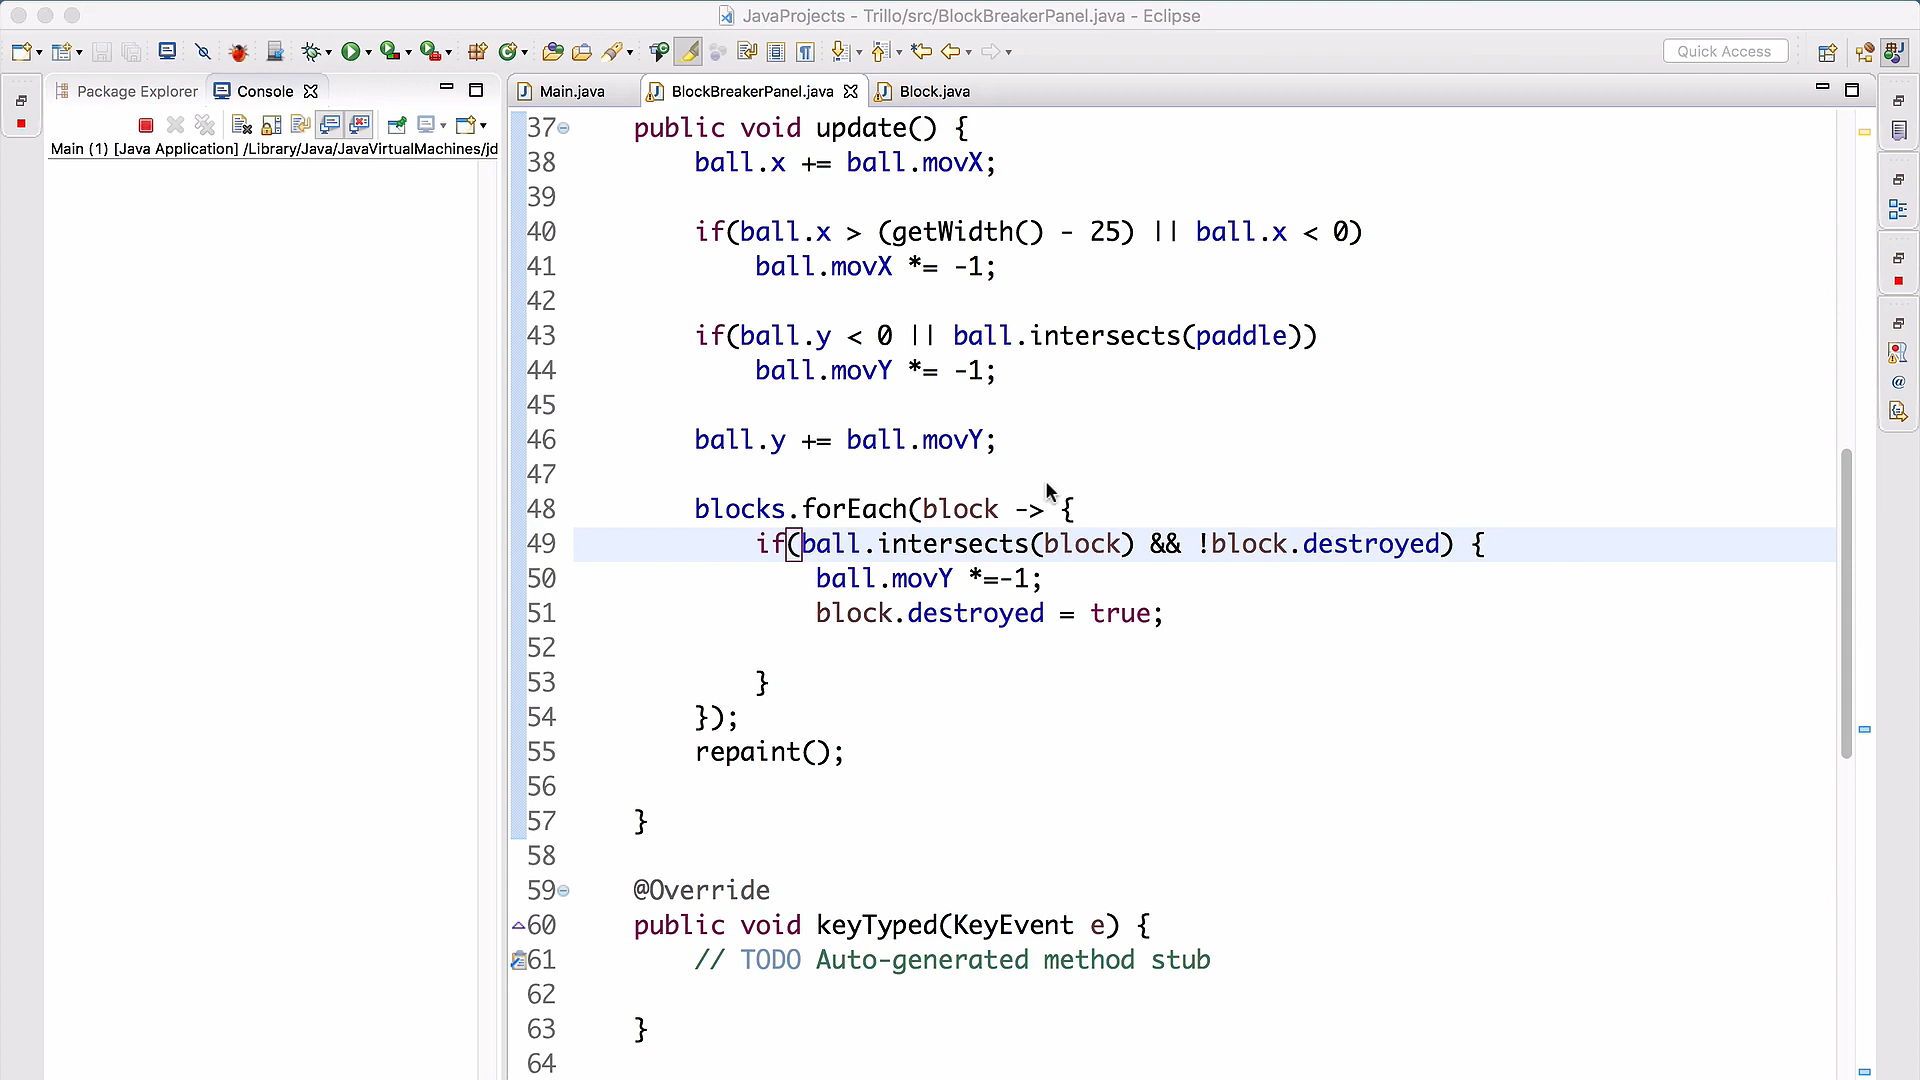 JavaProjects - Trillo/src/BlockBreakerPanel.java - Eclipse
Quick Access
Package Explorer
Console
Main (1) [Java Application] /Library/Java/JavaVirtualMachines/jd
Main.java
BlockBreakerPanel.java
Block.java
37 public void update() {
38 ball.x += ball.movX;
39
40 if(ball.x > (getWidth() - 25) || ball.x < 0)
41 ball.movX *= -1;
42
43 if(ball.y < 0 || ball.intersects(paddle))
44 ball.movY *= -1;
45
46 ball.y += ball.movY;
47
48 blocks.forEach(block -> {
49 if(ball.intersects(block) && !block.destroyed) {
50 ball.movY *=-1;
51 block.destroyed = true;
52
53 }
54 });
55 repaint();
56
57 }
58
59 @Override
60 public void keyTyped(KeyEvent e) {
61 // TODO Auto-generated method stub
62
63 }
64